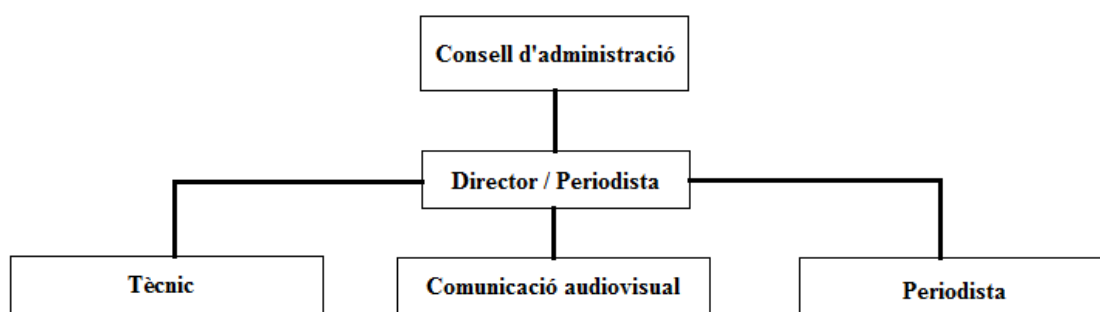 Consell d'administració
Director / Periodista
Tècnic
Comunicació audiovisual
Periodista